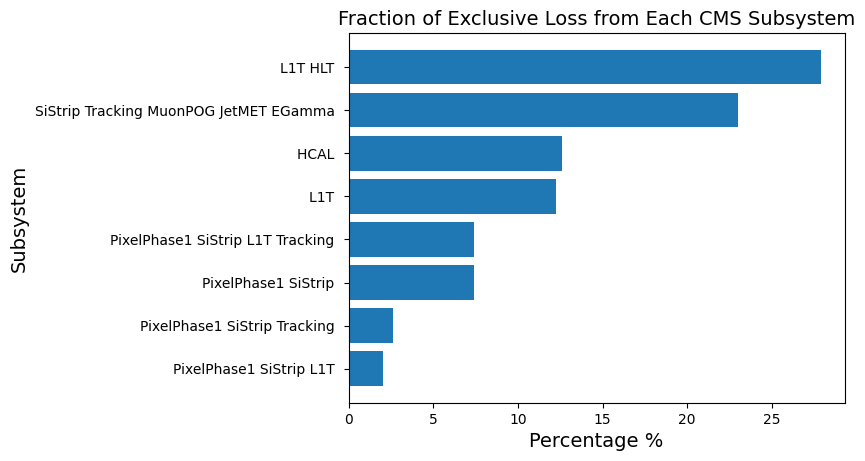 Fraction of Exclusive Loss from Each CMS Subsystem
Subsystem
L1T HLT
SiStrip Tracking MuonPOG JetMET EGamma
HCAL
L1T
PixelPhase1 SiStrip L1T Tracking
PixelPhase1 SiStrip
PixelPhase1 SiStrip Tracking
PixelPhase1 SiStrip L1T
0 5 10 15 20 25
Percentage %